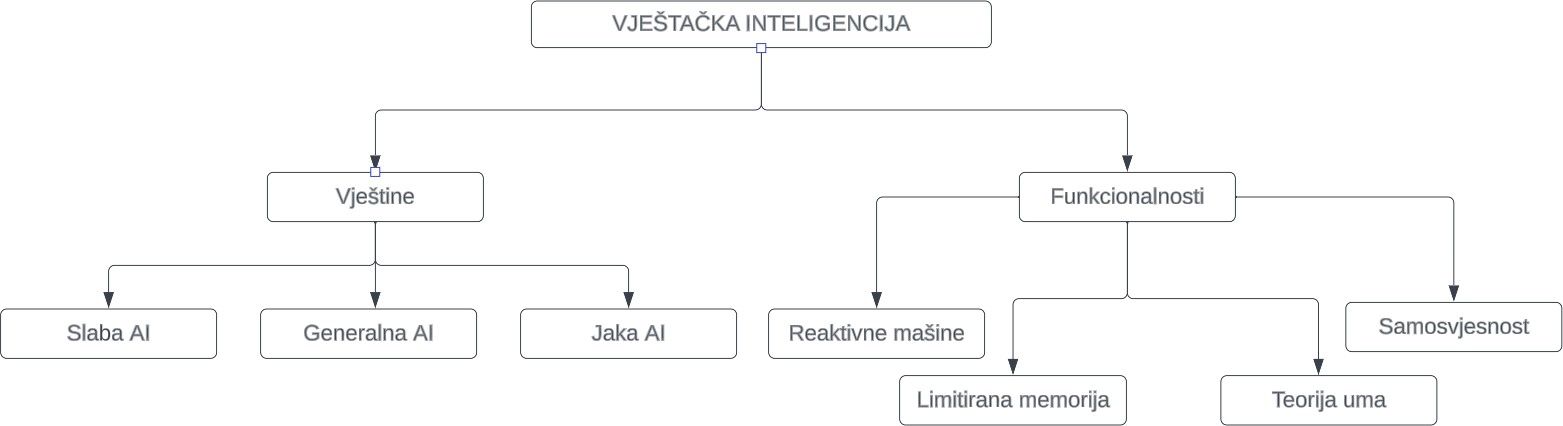 VJEŠTAČKA INTELIGENCIJA
Vještine
Funkcionalnosti
Slaba AI
Generalna AI
Jaka AI
Reaktivne mašine
Samosvjesnost
Limitirana memorija
Teorija uma